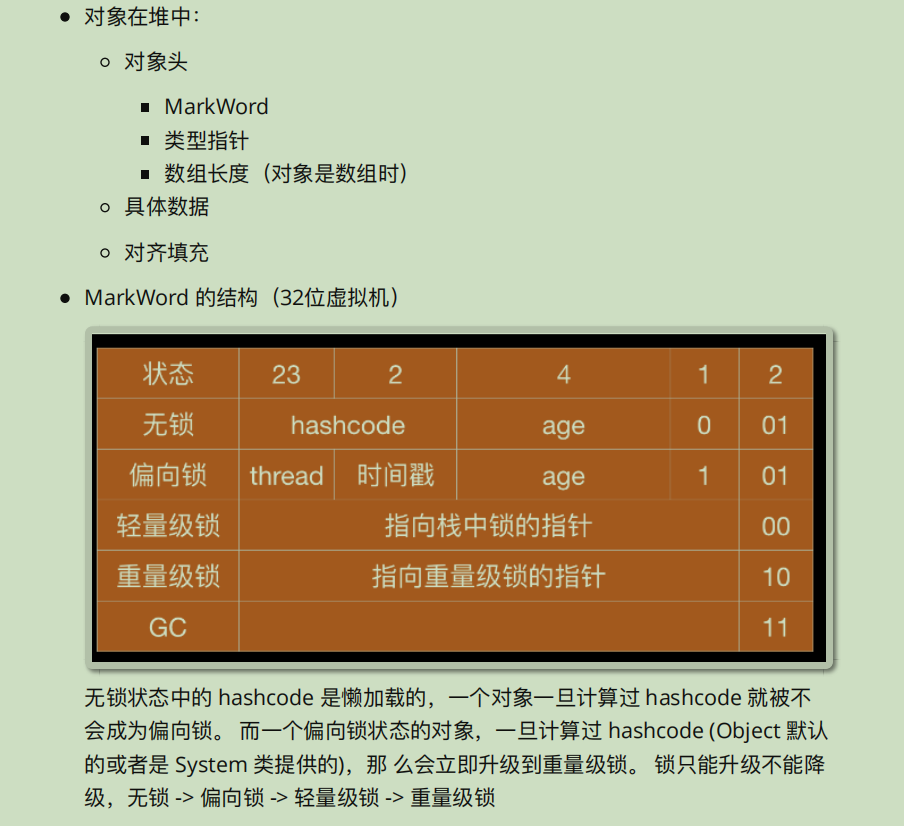 对象在堆中：
对象头
MarkWord
类型指针
数组长度（对象是数组时）
具体数据
对齐填充
MarkWord 的结构（32位虚拟机）
状态 23 2 4 1 2
无锁 hashcode age 0 01
偏向锁 thread 时间戳 age 1 01
轻量级锁 指向栈中锁的指针 00
重量级锁 指向重量级锁的指针 10
GC 11
无锁状态中的 hashcode 是懒加载的，一个对象一旦计算过 hashcode 就被不
会成为偏向锁。 而一个偏向锁状态的对象，一旦计算过 hashcode (Object 默认
的或者是 System 类提供的)，那 么会立即升级到重量级锁。 锁只能升级不能降
级，无锁 -> 偏向锁 -> 轻量级锁 -> 重量级锁